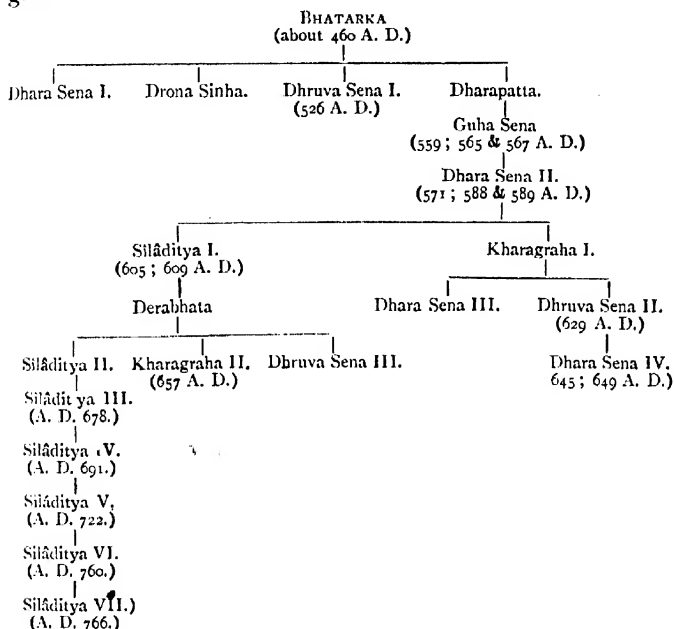 BHATARKA
(about 460 A. D.)
Dhara Sena I. Drona Sinha. Dhruva Sena I. Dharapatta.
(526 A. D.)
Guha Sena
(559 ; 565 & 567 A. D.)
Dhara Sena II.
(571 ; 588 & 589 A. D.)
Silâditya I. Kharagraha I.
(605 ; 609 A. D.)
Derabhata Dhara Sena III. Dhruva Sena II.
(629 A. D.)
Silâditya II. Kharagraha II. Dhruva Sena III. Dhara Sena IV.
(657 A. D.) 645 ; 649 A. D.)
Silâdit ya III.
(A. D. 678.)
Silâditya IV.
(A. D. 691.)
Silâditya V,
(A. D. 722.)
Silâditya VI.
(A. D. 760.)
Silâditya VII.)
(A. D. 766.)